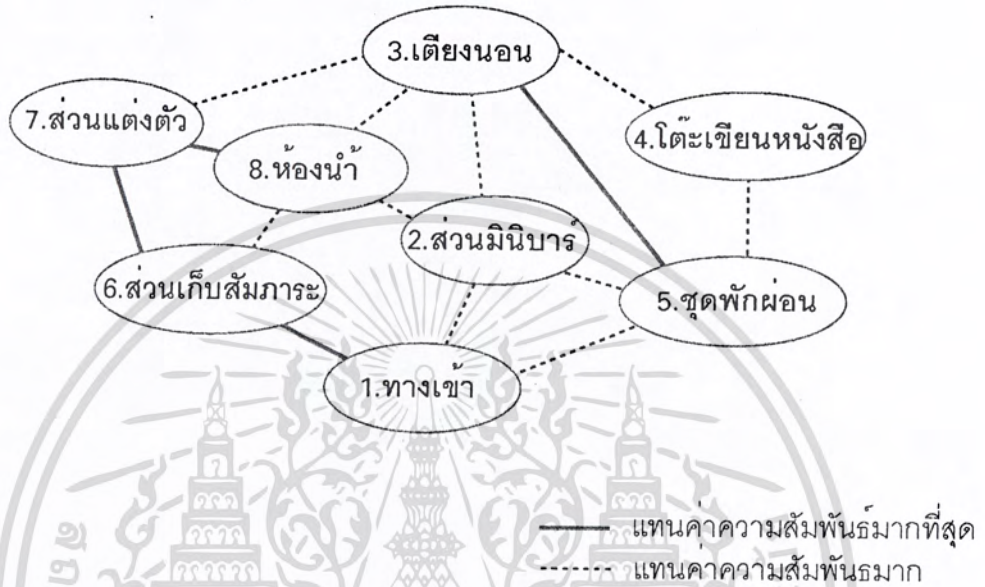 3.เตียงนอน
7.ส่วนแต่งตัว
4.โต๊ะเขียนหนังสือ
8.ห้องน้ำ
2.ส่วนมินิบาร์
6.ส่วนเก็บสัมภาระ
5.ชุดพักผ่อน
1.ทางเข้า
แทนค่าความสัมพันธ์มากที่สุด
แทนค่าความสัมพันธ์มาก